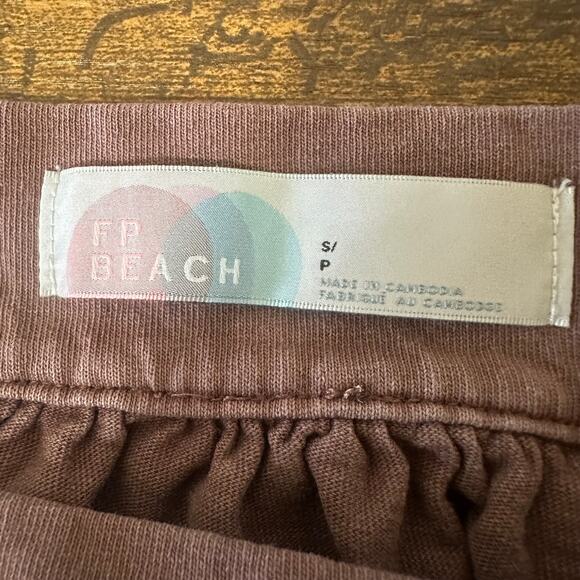 FP
BEACH
S/
P
MADE IN CAMBODIA
FABRIQUÉ AU CAMBODGE